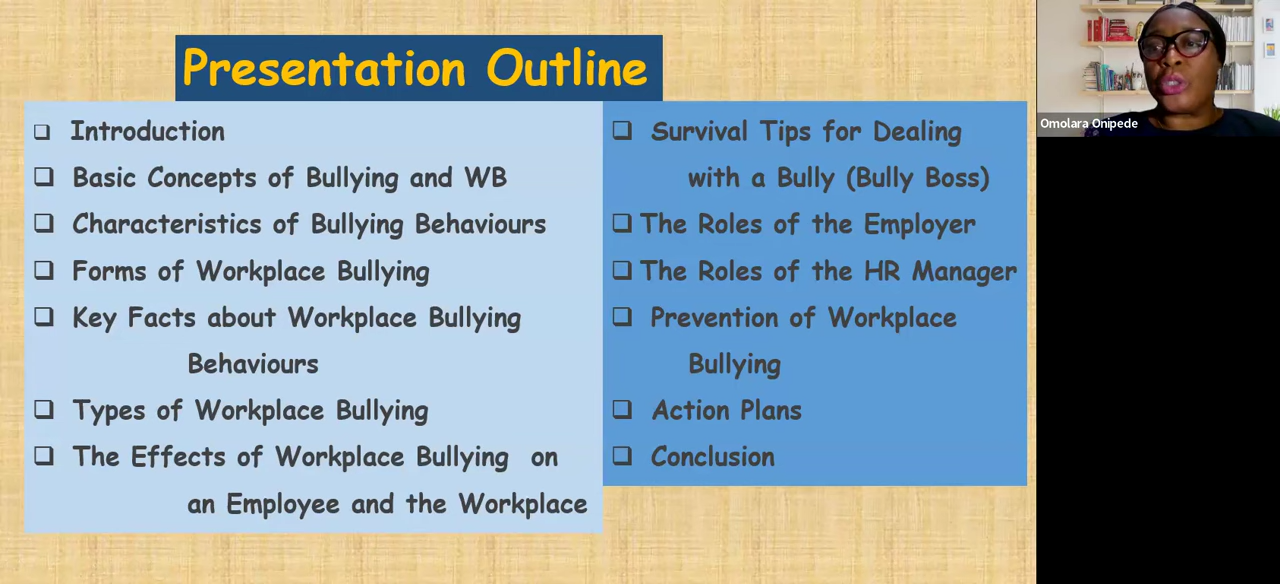 Presentation Outline
❑ Introduction
❑ Basic Concepts of Bullying and WB
❑ Characteristics of Bullying Behaviours
❑ Forms of Workplace Bullying
❑ Key Facts about Workplace Bullying
Behaviours
❑ Types of Workplace Bullying
❑ The Effects of Workplace Bullying on
an Employee and the Workplace
❑ Survival Tips for Dealing
with a Bully (Bully Boss)
❑ The Roles of the Employer
❑ The Roles of the HR Manager
❑ Prevention of Workplace
Bullying
❑ Action Plans
❑ Conclusion
Omolara Onipede